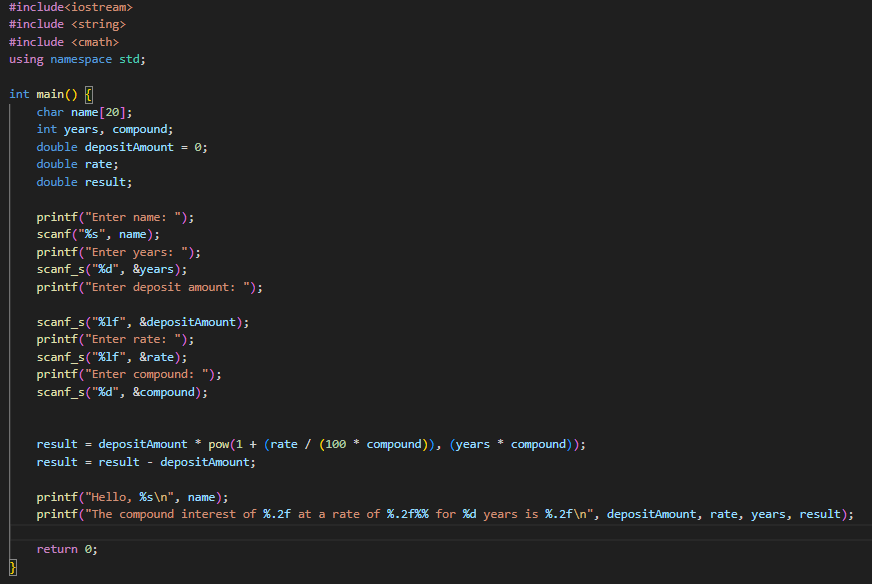 #include<iostream>
#include <string>
#include <cmath>
using namespace std;
int main() {
char name[20];
int years, compound;
double depositAmount = 0;
double rate;
double result;
printf("Enter name: ");
scanf("%s", name);
printf("Enter years: ");
scanf_s("%d", &years);
printf("Enter deposit amount: ");
scanf_s("%lf", &depositAmount);
printf("Enter rate: ");
scanf_s("%lf", &rate);
printf("Enter compound: ");
scanf_s("%d", &compound);
result = depositAmount * pow(1 + (rate / (100 * compound)), (years * compound));
result = result - depositAmount;
printf("Hello, %s\n", name);
printf("The compound interest of %.2f at a rate of %.2f%% for %d years is %.2f\n", depositAmount, rate, years, result);
return 0;
}